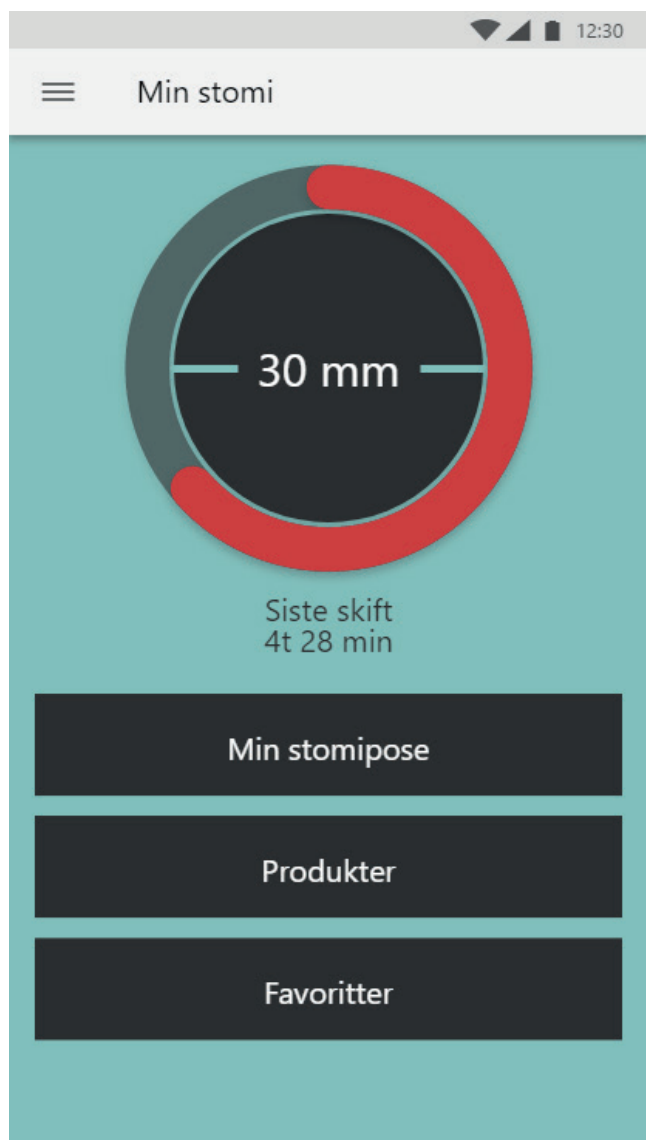 12:30
Min stomi
30 mm
Siste skift
4t 28 min
Min stomipose
Produkter
Favoritter